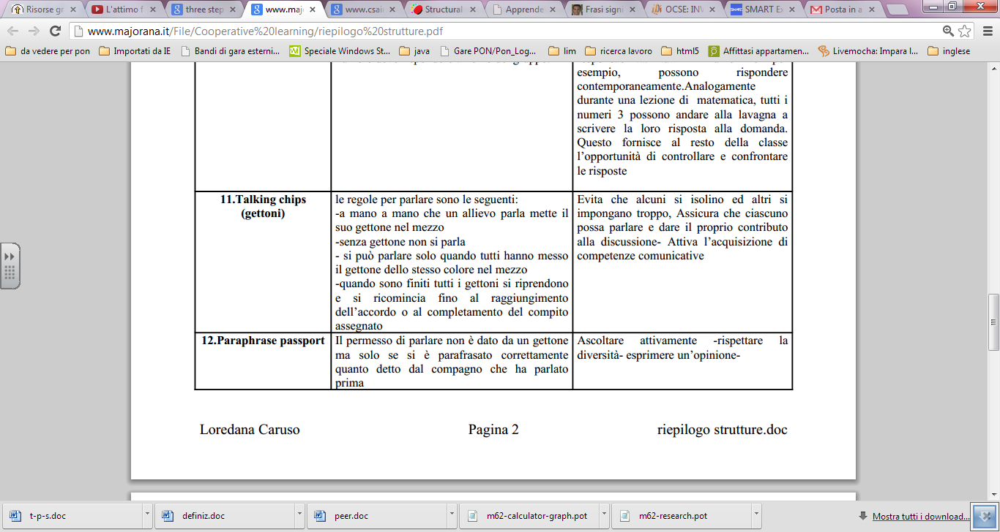 Risorse gr
L'attimo f
three step
www.maj
www.csain
Structural
Apprende
Frasi signi
OCSE: INV
SMART Ex
Posta in a
www.majorana.it/File/Cooperative%20learning/riepilogo%20strutture.pdf
da vedere per pon
Importati da IE
Bandi di gara esterni...
Speciale Windows St...
java
Gare PON/Pon_Log...
lim
ricerca lavoro
html5
Affittasi appartamen...
Livemocha: Impara l...
inglese
esempio, possono rispondere
contemporaneamente.Analogamente
durante una lezione di matematica, tutti i
numeri 3 possono andare alla lavagna a
scrivere la loro risposta alla domanda.
Questo fornisce al resto della classe
l'opportunità di controllare e confrontare
le risposte
11.Talking chips
(gettoni)
le regole per parlare sono le seguenti:
-a mano a mano che un allievo parla mette il
suo gettone nel mezzo
-senza gettone non si parla
- si può parlare solo quando tutti hanno messo
il gettone dello stesso colore nel mezzo
-quando sono finiti tutti i gettoni si riprendono
e si ricomincia fino al raggiungimento
dell'accordo o al completamento del compito
assegnato
Evita che alcuni si isolino ed altri si
impongano troppo, Assicura che ciascuno
possa parlare e dare il proprio contributo
alla discussione- Attiva l'acquisizione di
competenze comunicative
12.Paraphrase passport
Il permesso di parlare non è dato da un gettone
ma solo se si è parafrasato correttamente
quanto detto dal compagno che ha parlato
prima
Ascoltare attivamente -rispettare la
diversità- esprimere un'opinione-
Loredana Caruso
Pagina 2
riepilogo strutture.doc
t-p-s.doc
definiz.doc
peer.doc
m62-calculator-graph.pot
m62-research.pot
Mostra tutti i download...